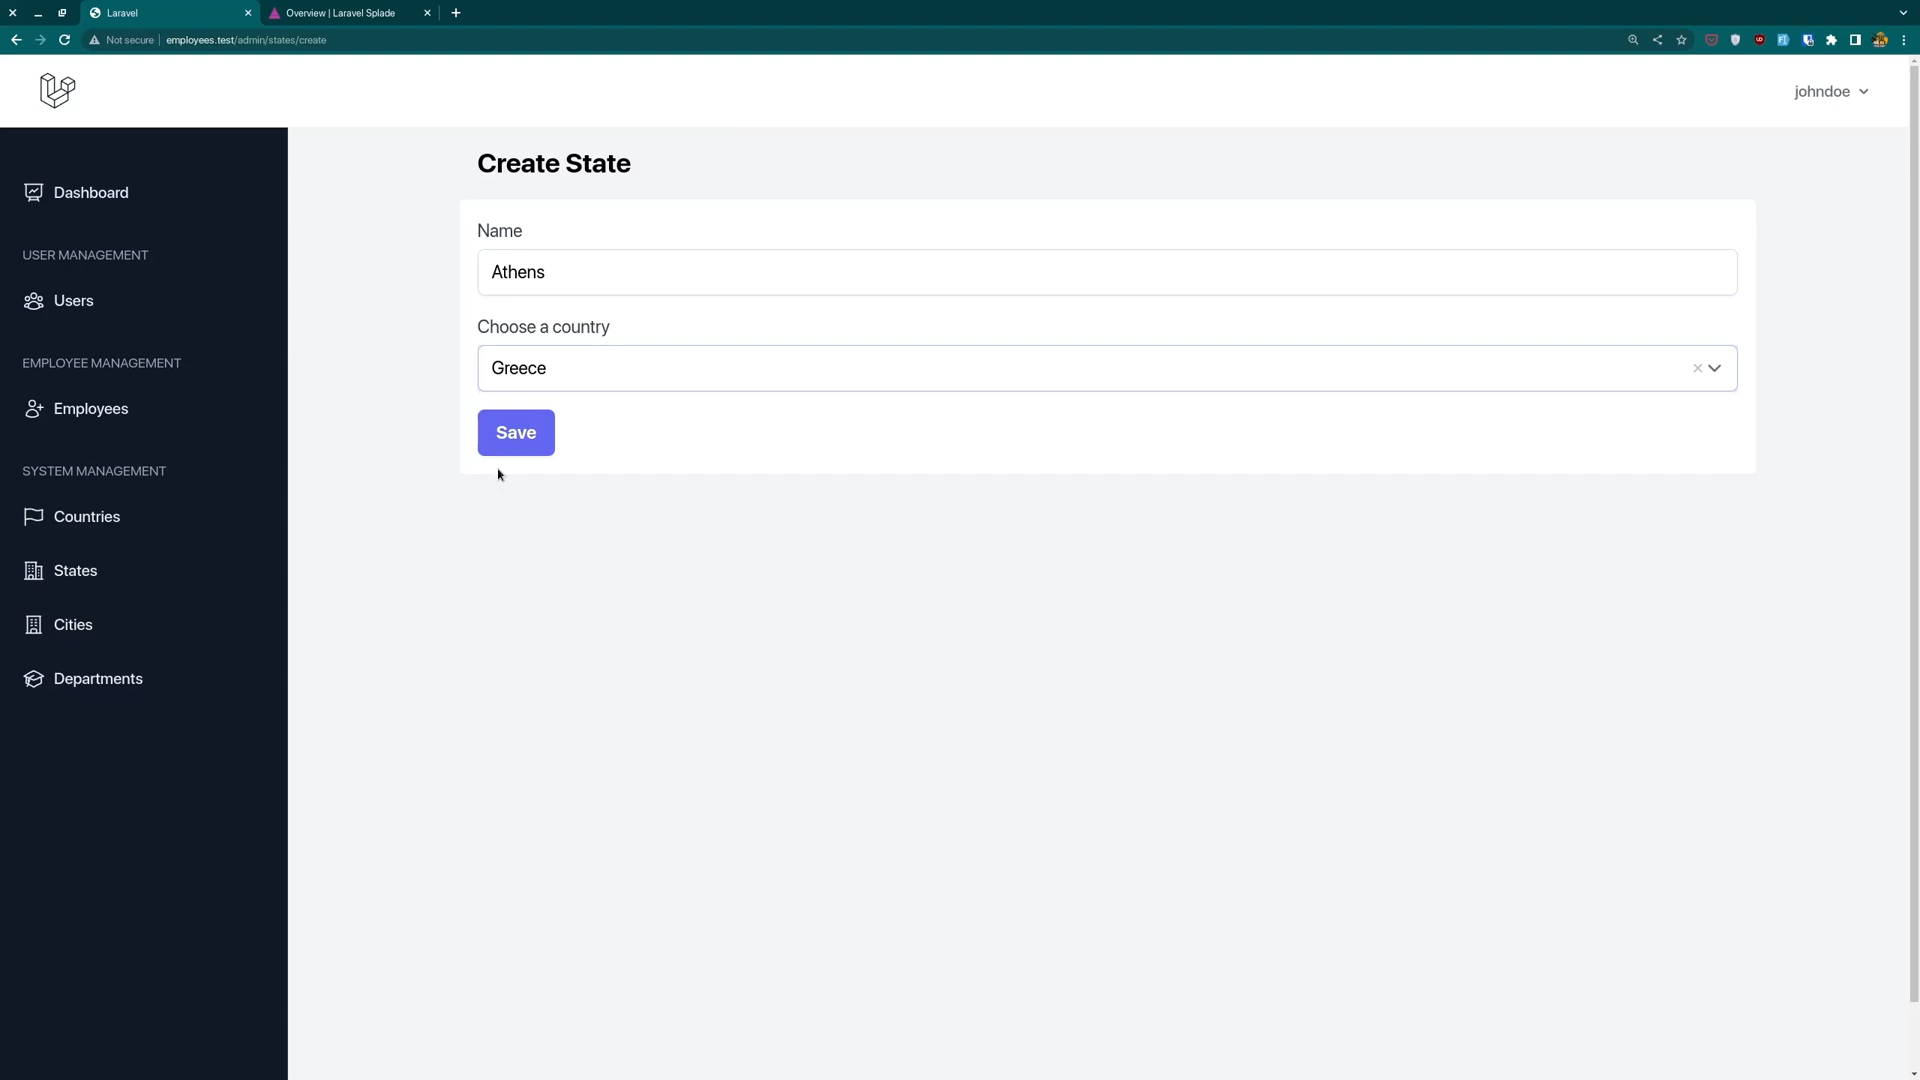 Laravel
Overview | Laravel Splade
Not secure
employees.test/admin/states/create
johndoe
Dashboard
USER MANAGEMENT
Users
EMPLOYEE MANAGEMENT
Employees
SYSTEM MANAGEMENT
Countries
States
Cities
Departments
Create State
Name
Athens
Choose a country
Greece
Save